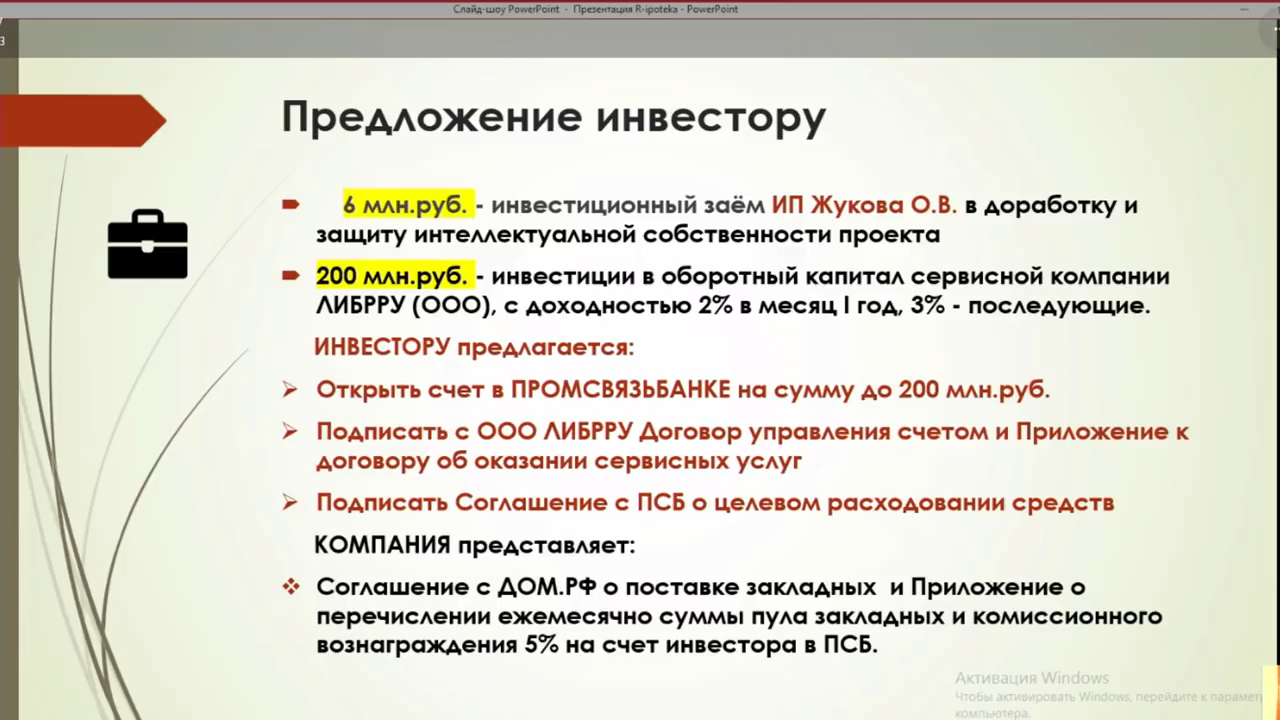 Слайд-шоу PowerPoint - Презентация R-ipoteka - PowerPoint
3
Предложение инвестору
6 млн.руб. - инвестиционный заём ИП Жукова О.В. в доработку и
защиту интеллектуальной собственности проекта
200 млн.руб. - инвестиции в оборотный капитал сервисной компании
ЛИБРРУ (ООО), с доходностью 2% в месяц I год, 3% - последующие.
ИНВЕСТОРУ предлагается:
Открыть счет в ПРОМСВЯЗЬБАНКЕ на сумму до 200 млн.руб.
Подписать с ООО ЛИБРРУ Договор управления счетом и Приложение к
договору об оказании сервисных услуг
Подписать Соглашение с ПСБ о целевом расходовании средств
КОМПАНИЯ представляет:
Соглашение с ДОМ.РФ о поставке закладных и Приложение о
перечислении ежемесячно суммы пула закладных и комиссионного
вознаграждения 5% на счет инвестора в ПСБ.
Активация Windows
Чтобы активировать Windows, перейдите к параметр
компьютера.